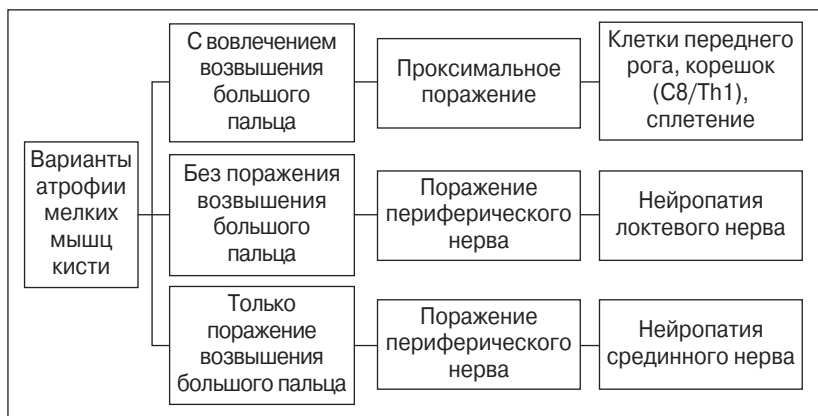 Варианты
атрофии
мелких
мышц
кисти
С вовлечением
возвышения
большого
пальца
Проксимальное
поражение
Клетки переднего
рога, корешок
(C8/Th1),
сплетение
Без поражения
возвышения
большого
пальца
Поражение
периферического
нерва
Нейропатия
локтевого нерва
Только
поражение
возвышения
большого пальца
Поражение
периферического
нерва
Нейропатия
срединного нерва